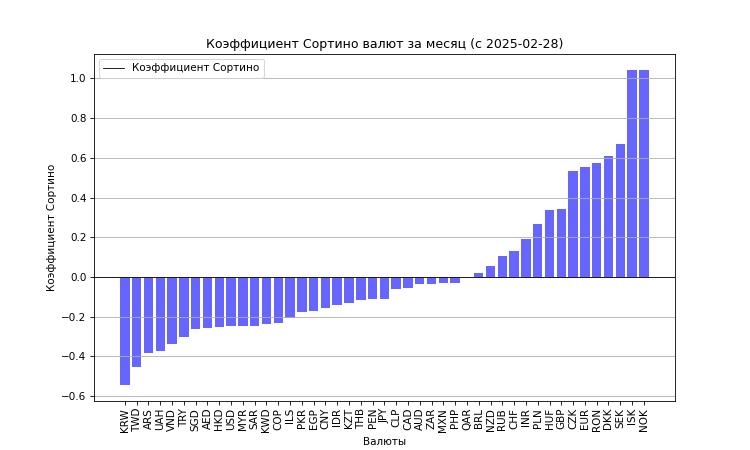 Коэффициент Сортино валют за месяц (с 2025-02-28)
Коэффициент Сортино
Коэффициент Сортино
1.0
0.8
0.6
0.4
0.2
0.0
−0.2
−0.4
−0.6
KRW TWD ARS UAH VND TRY SGD AED HKD USD MYR SAR KWD COP ILS PKR EGP CNY IDR KZT THB PEN JPY CLP CAD AUD ZAR MXN PHP QAR BRL NZD RUB CHF INR PLN HUF GBP CZK EUR RON DKK SEK ISK NOK
Валюты